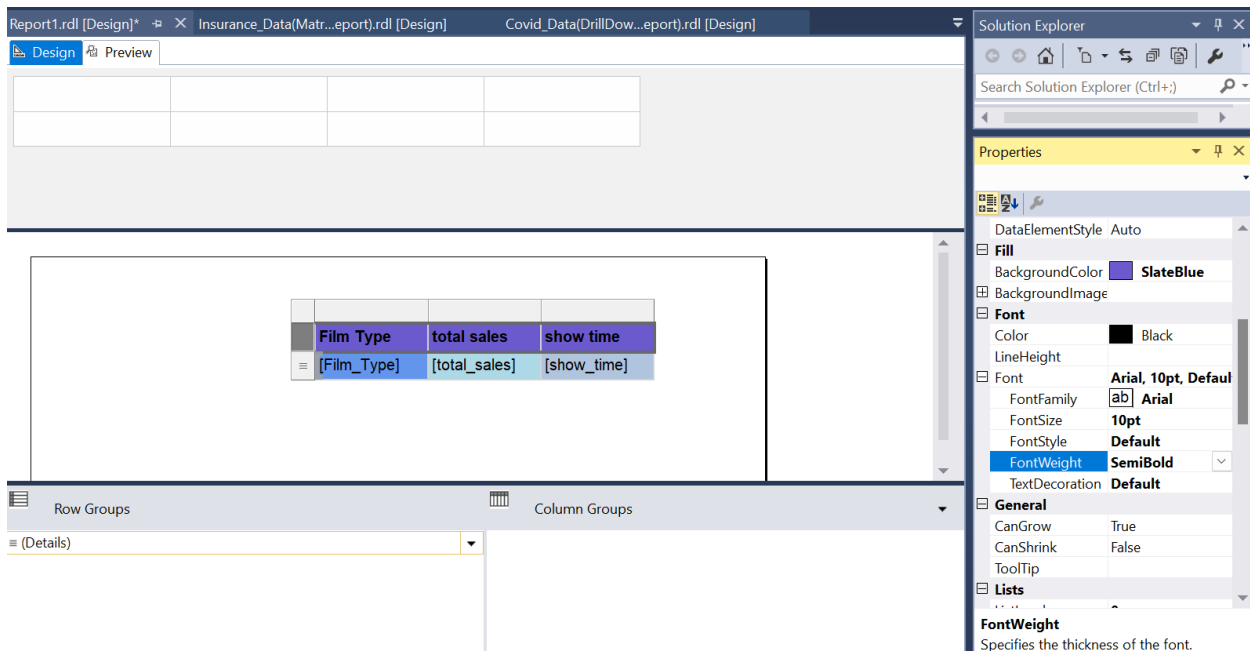 Report1.rdl [Design]* Insurance_Data(Matr...eport).rdl [Design] Covid_Data(DrillDow...eport).rdl [Design]
Design Preview
Film Type total sales show time
[Film_Type] [total_sales] [show_time]
Row Groups Column Groups
(Details)
Solution Explorer
Search Solution Explorer (Ctrl+;)
Properties
DataElementStyle Auto
Fill
BackgroundColor SlateBlue
BackgroundImage
Font
Color Black
LineHeight
Font Arial, 10pt, Defaul
FontFamily ab Arial
FontSize 10pt
FontStyle Default
FontWeight SemiBold
TextDecoration Default
General
CanGrow True
CanShrink False
ToolTip
Lists
FontWeight
Specifies the thickness of the font.